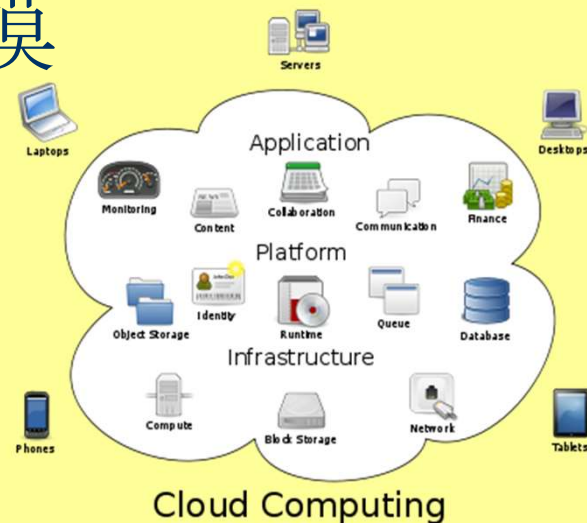 Servers
Laptops
Desktops
Application
Monitoring
Content
Collaboration
Communication
Finance
Platform
Object Storage
Identity
Runtime
Queue
Database
Infrastructure
Compute
Block Storage
Network
Phones
Tablets
Cloud Computing